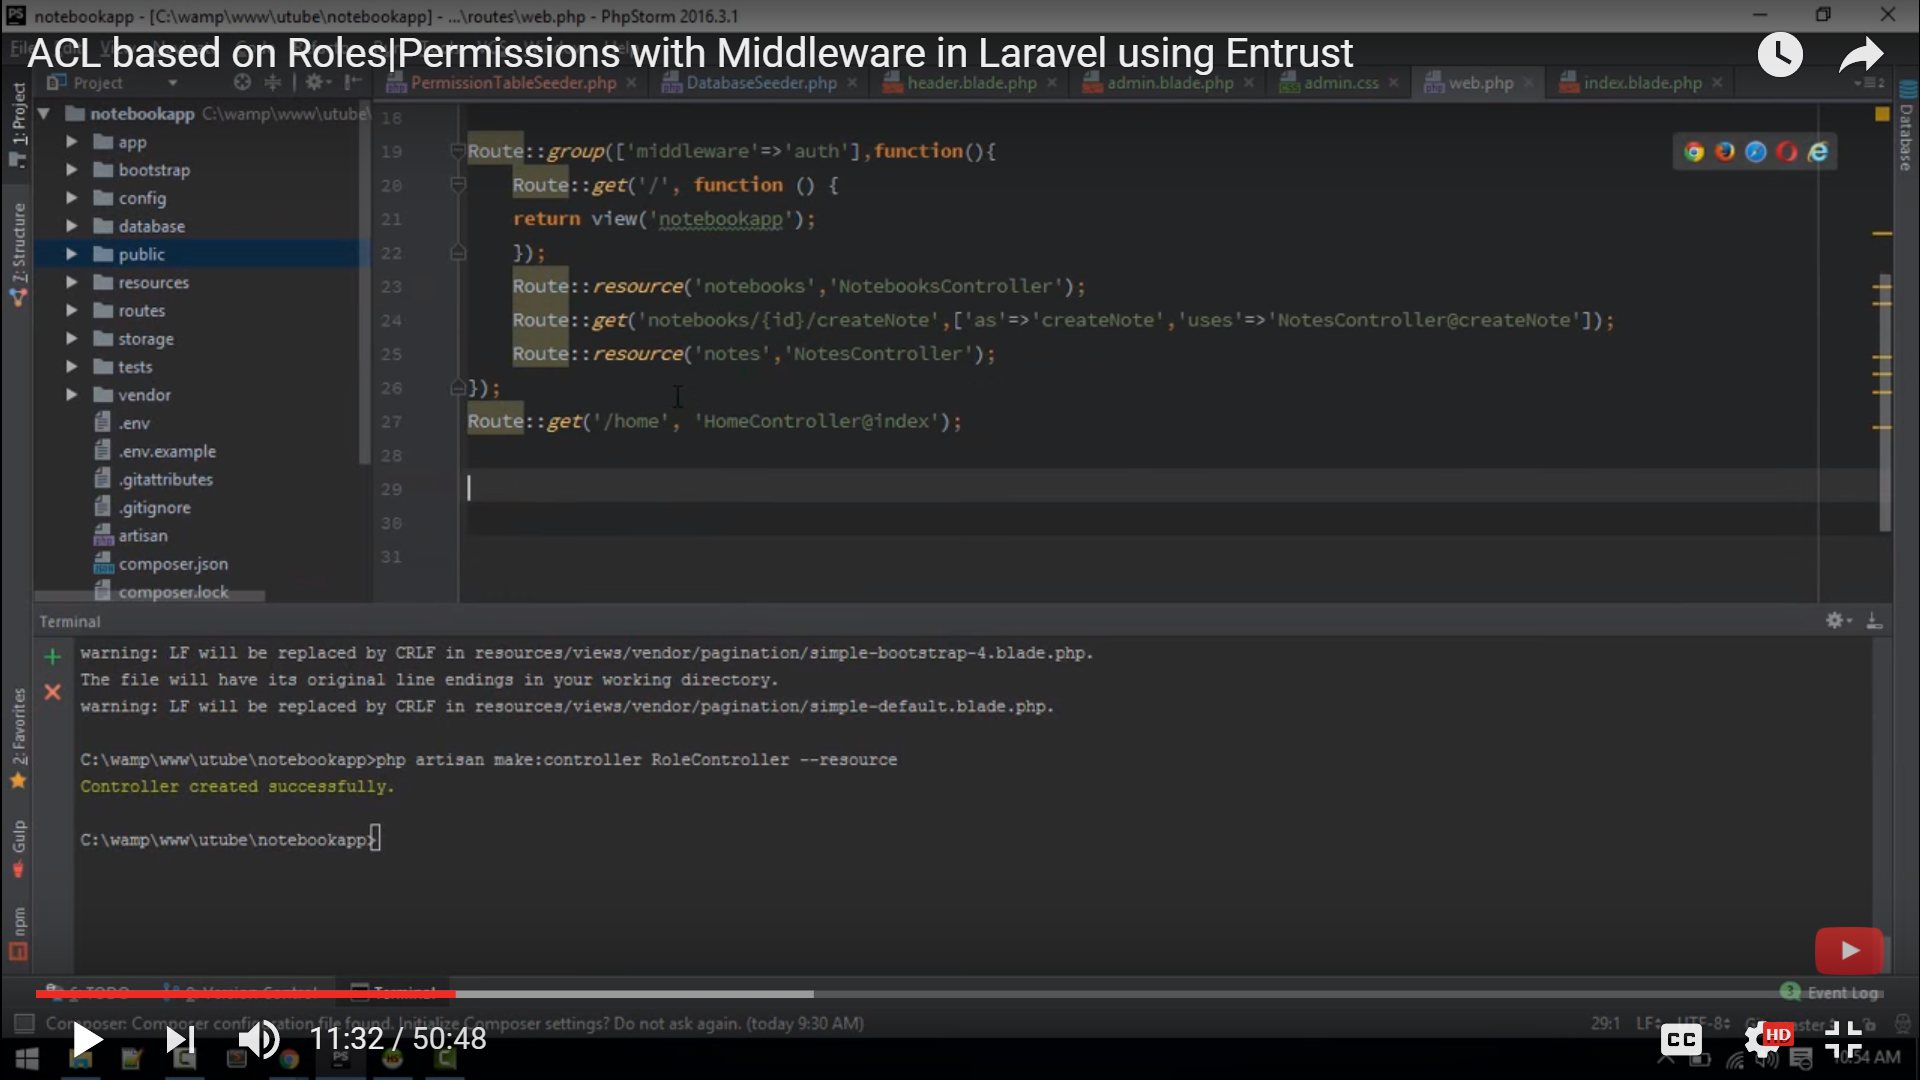 notebookapp - [C:\wamp\www\utube\notebookapp] - ...\routes\web.php - PhpStorm 2016.3.1
ACL based on Roles|Permissions with Middleware in Laravel using Entrust
Project
PermissionTableSeeder.php
DatabaseSeeder.php
header.blade.php
admin.blade.php
admin.css
web.php
index.blade.php
1: Project
7: Structure
2: Favorites
Gulp
npm
Database
notebookapp C:\wamp\www\utube\
app
bootstrap
config
database
public
resources
routes
storage
tests
vendor
.env
.env.example
.gitattributes
.gitignore
artisan
composer.json
composer.lock
18
19 Route::group(['middleware'=>'auth'],function(){
20 Route::get('/', function () {
21 return view('notebookapp');
22 });
23 Route::resource('notebooks','NotebooksController');
24 Route::get('notebooks/{id}/createNote',['as'=>'createNote','uses'=>'NotesController@createNote']);
25 Route::resource('notes','NotesController');
26 });
27 Route::get('/home', 'HomeController@index');
28
29
30
31
Terminal
warning: LF will be replaced by CRLF in resources/views/vendor/pagination/simple-bootstrap-4.blade.php.
The file will have its original line endings in your working directory.
warning: LF will be replaced by CRLF in resources/views/vendor/pagination/simple-default.blade.php.
C:\wamp\www\utube\notebookapp>php artisan make:controller RoleController --resource
Controller created successfully.
C:\wamp\www\utube\notebookapp>
6: TODO
9: Version Control
Terminal
3 Event Log
Composer: Composer configuration file found. Initialize Composer settings? Do not ask again. (today 9:30 AM)
29:1 LF UTF-8
11:32 / 50:48
CC
HD
10:54 AM